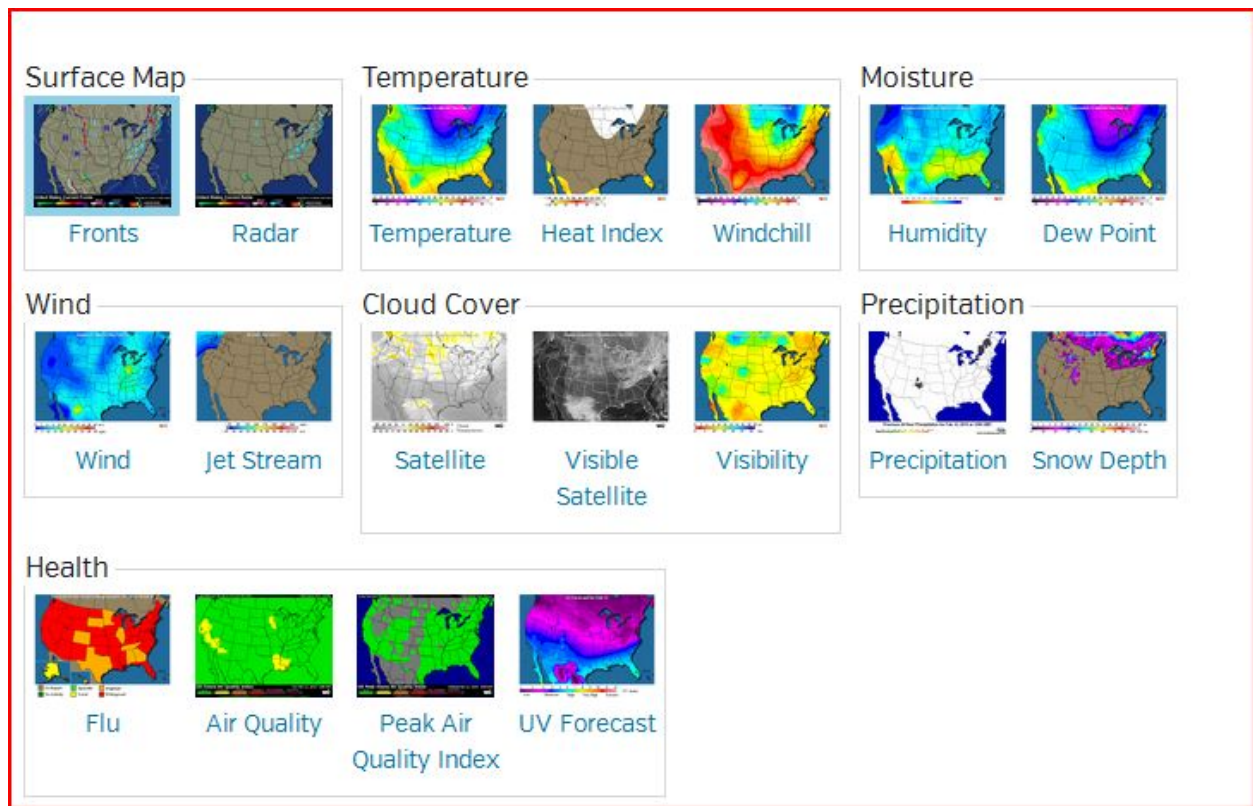 Surface Map
Fronts
Radar
Temperature
Temperature
Heat Index
Windchill
Moisture
Humidity
Dew Point
Wind
Wind
Jet Stream
Cloud Cover
Satellite
Visible
Satellite
Visibility
Precipitation
Precipitation
Snow Depth
Health
Flu
Air Quality
Peak Air
Quality Index
UV Forecast